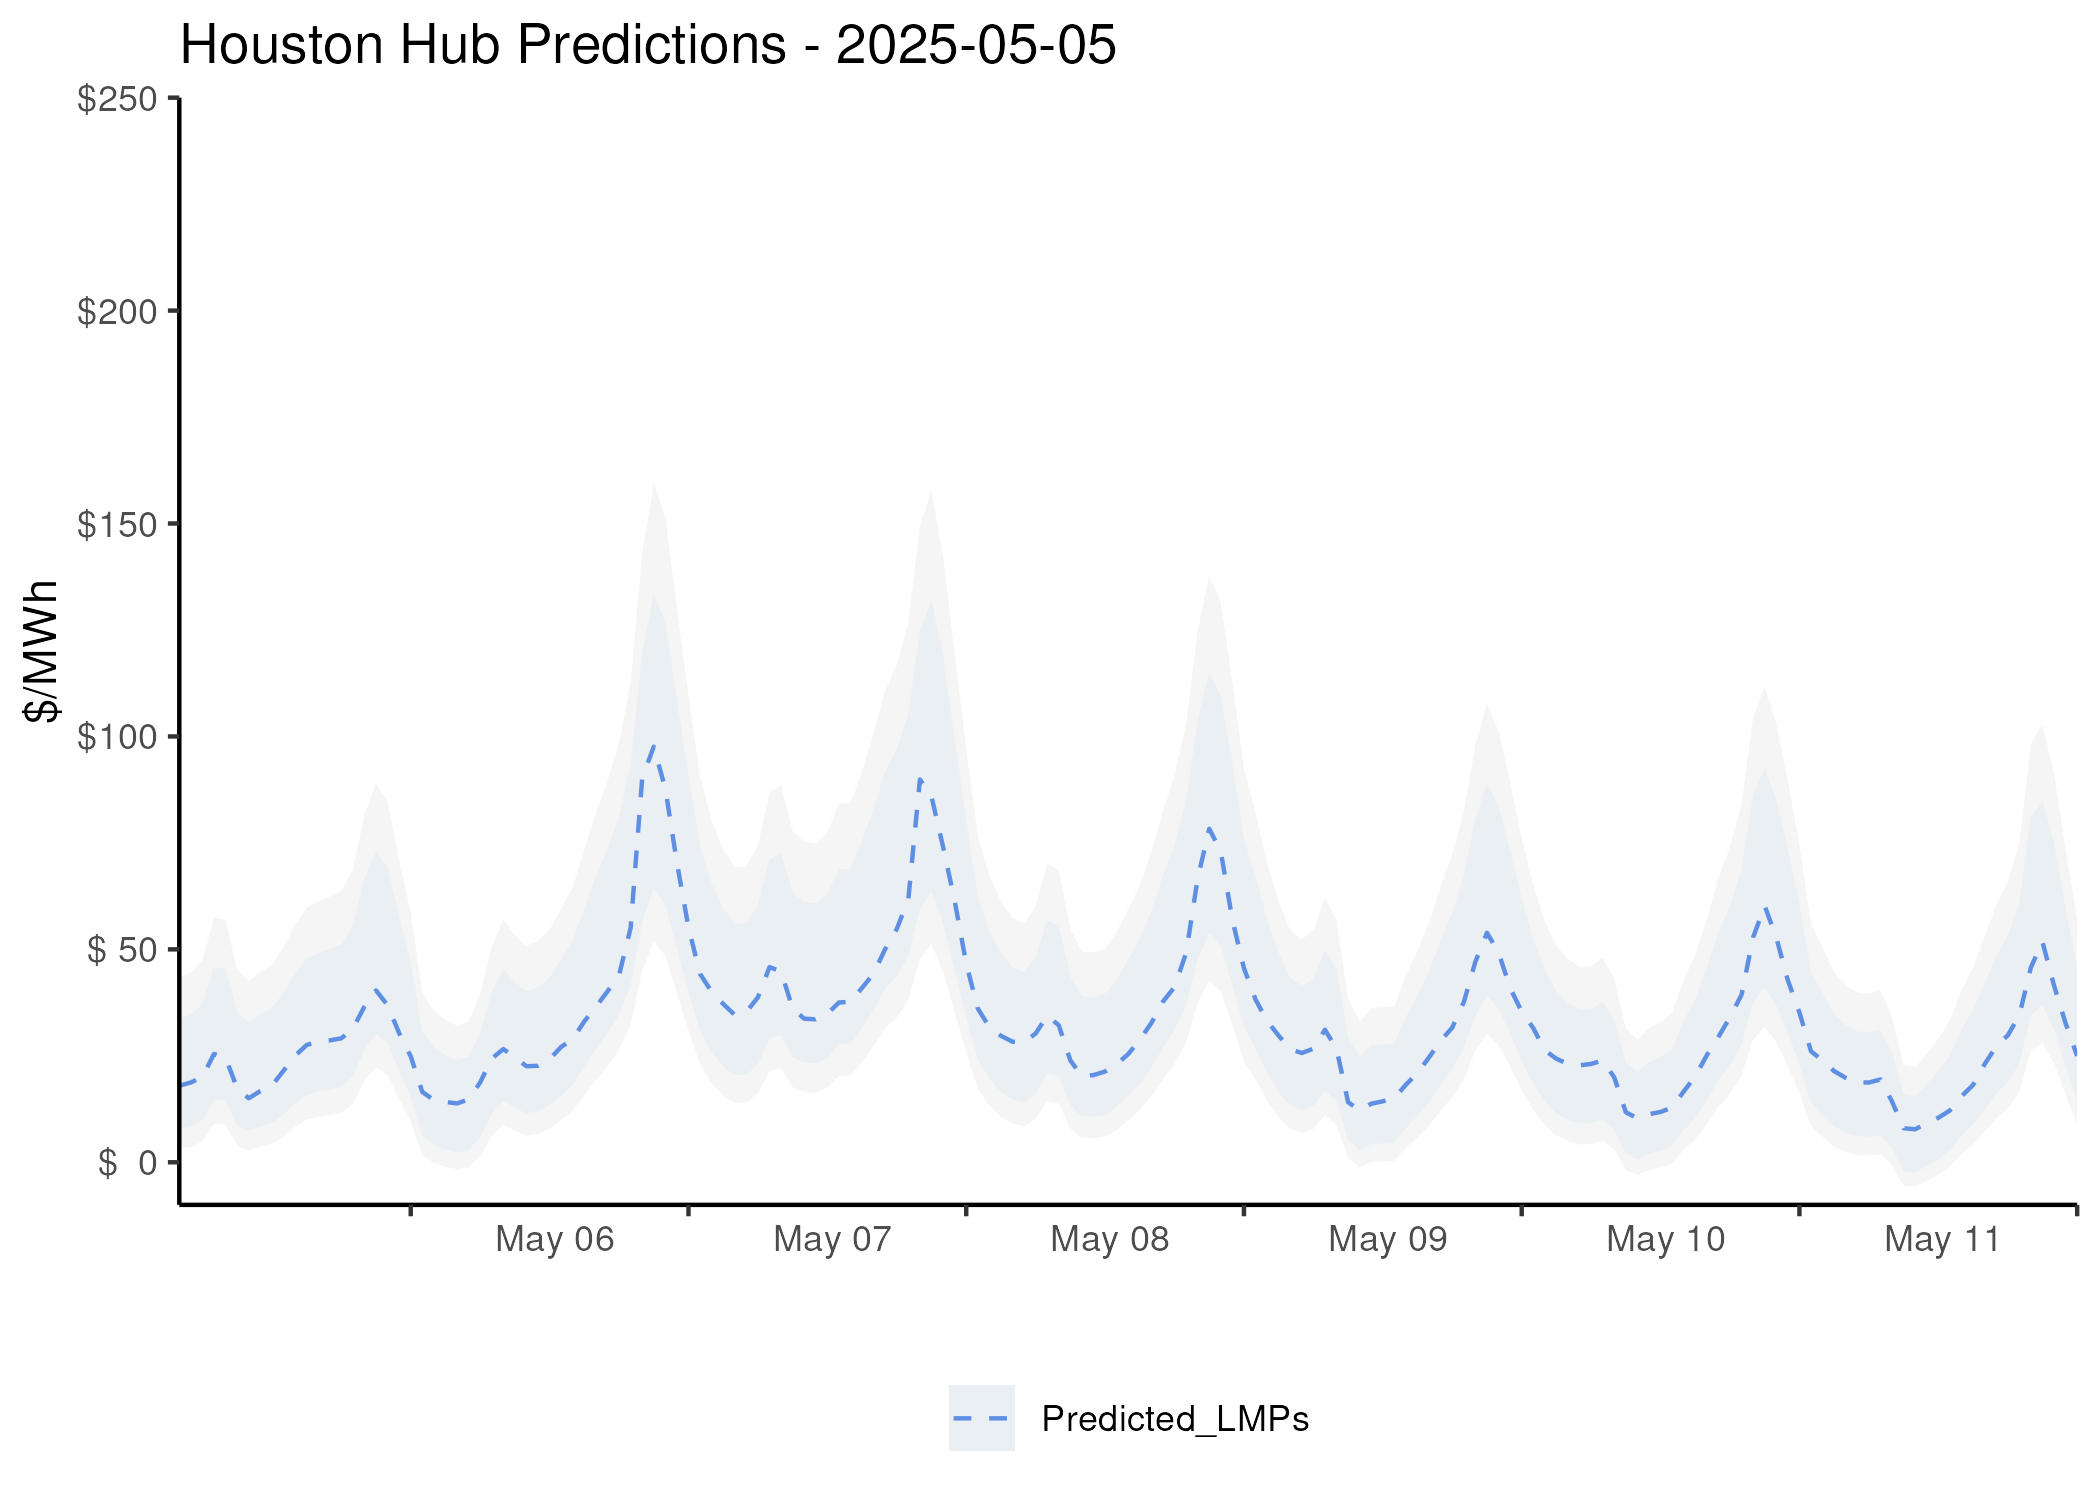 Houston Hub Predictions - 2025-05-05
$250
$200
$150
$100
$ 50
$  0
$/MWh
May 06
May 07
May 08
May 09
May 10
May 11
Predicted_LMPs